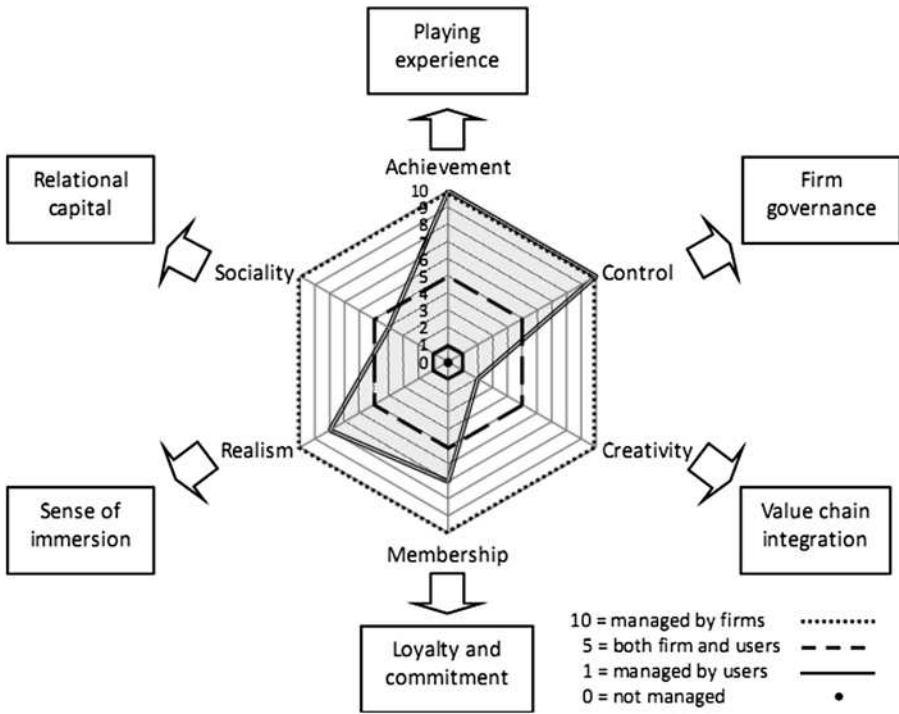 Playing
experience
Relational
capital
Firm
governance
Achievement
10
9
8
7
6
5
4
3
2
1
0
Sociality
Control
Realism
Creativity
Sense of
immersion
Membership
Value chain
integration
Loyalty and
commitment
10 = managed by firms
5 = both firm and users
1 = managed by users
0 = not managed